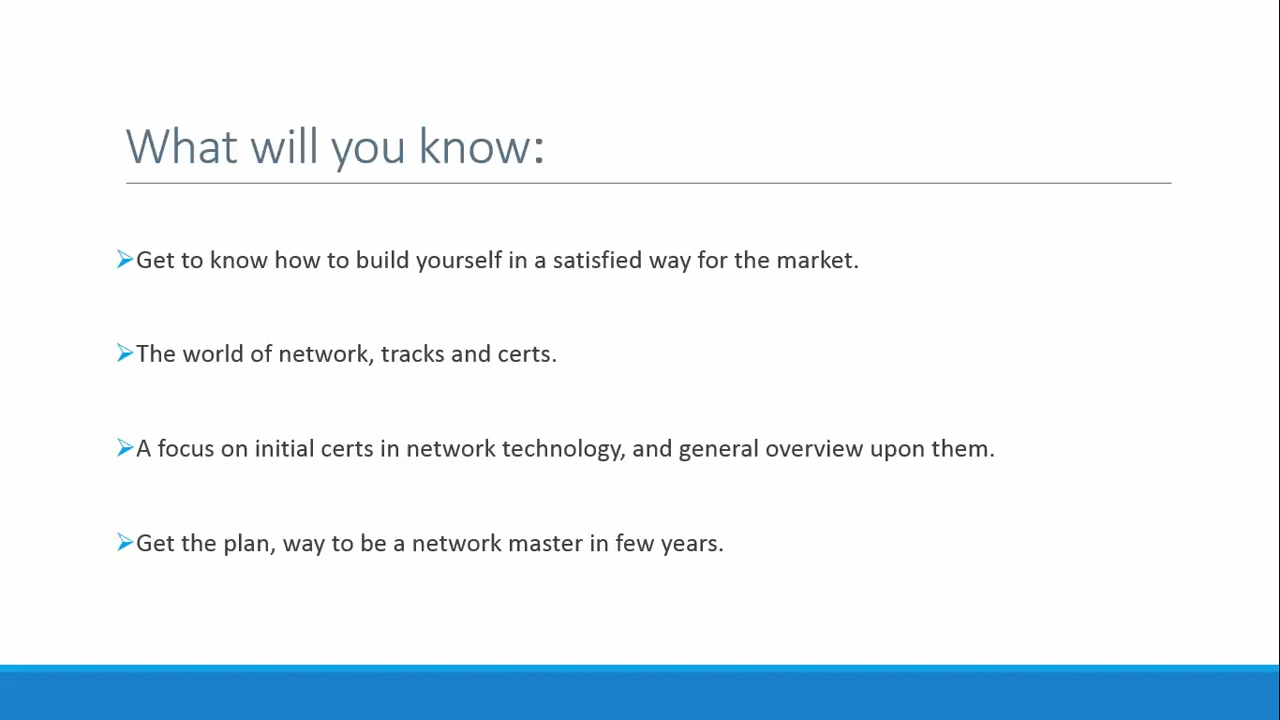 What will you know:
➢Get to know how to build yourself in a satisfied way for the market.
➢The world of network, tracks and certs.
➢A focus on initial certs in network technology, and general overview upon them.
➢Get the plan, way to be a network master in few years.